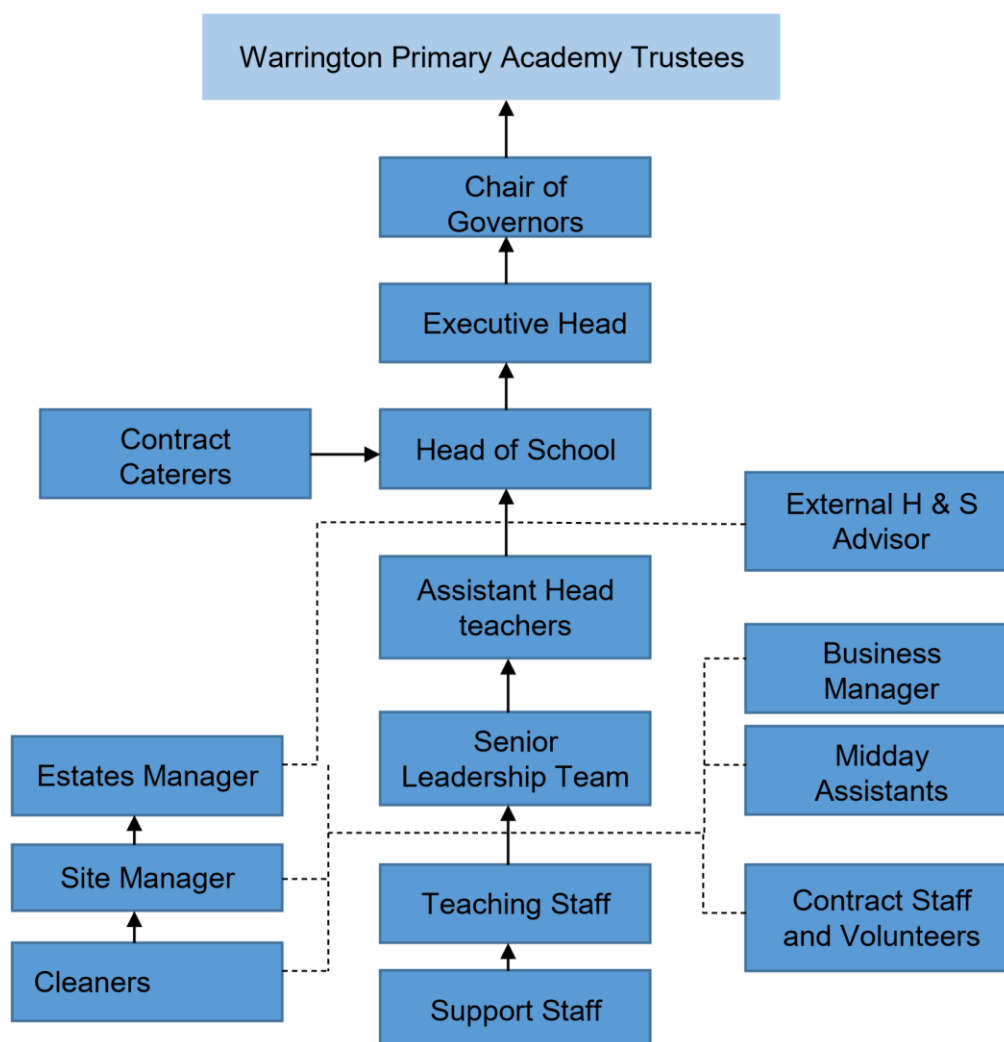 Warrington Primary Academy Trustees
Chair of
Governors
Executive Head
Contract
Caterers
Head of School
External H & S
Advisor
Assistant Head
teachers
Business
Manager
Senior
Leadership Team
Estates Manager
Midday
Assistants
Site Manager
Teaching Staff
Contract Staff
and Volunteers
Cleaners
Support Staff